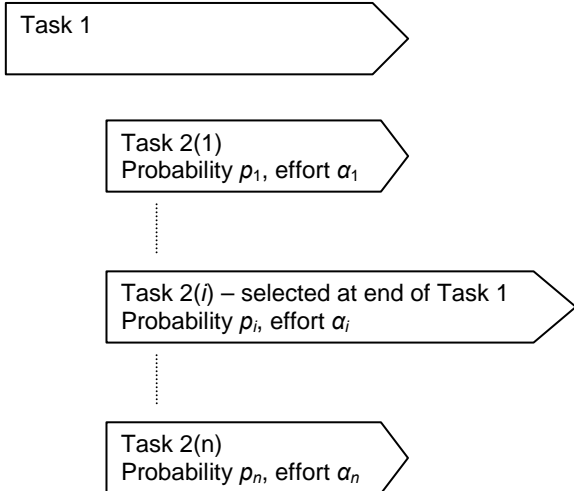 Task 1
Task 2(1)
Probability p₁, effort α₁
Task 2(i) – selected at end of Task 1
Probability pᵢ, effort αᵢ
Task 2(n)
Probability pₙ, effort αₙ